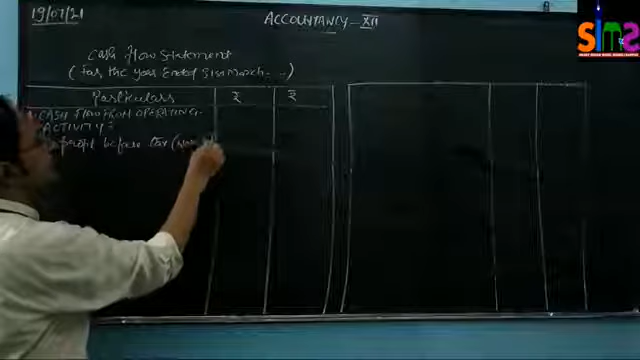 19/07/21
ACCOUNTANCY - XII
SIMS
Cash Flow Statement
(For the year Ended 31st March....)
Particulars ₹ ₹
CASH FLOW FROM OPERATING
ACTIVITY:
profit before Tax (